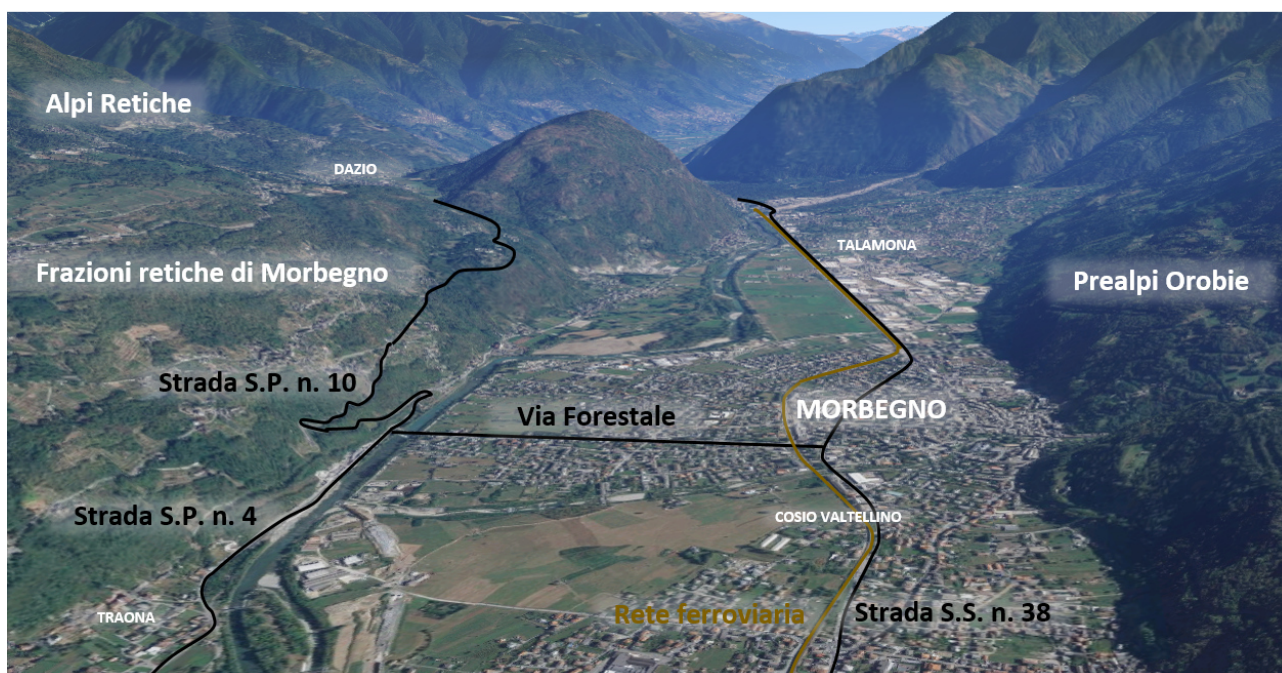 Alpi Retiche
DAZIO
TALAMONA
Frazioni retiche di Morbegno
Prealpi Orobie
Strada S.P. n. 10
Via Forestale
MORBEGNO
Strada S.P. n. 4
COSIO VALTELLINO
TRAONA
Rete ferroviaria
Strada S.S. n. 38